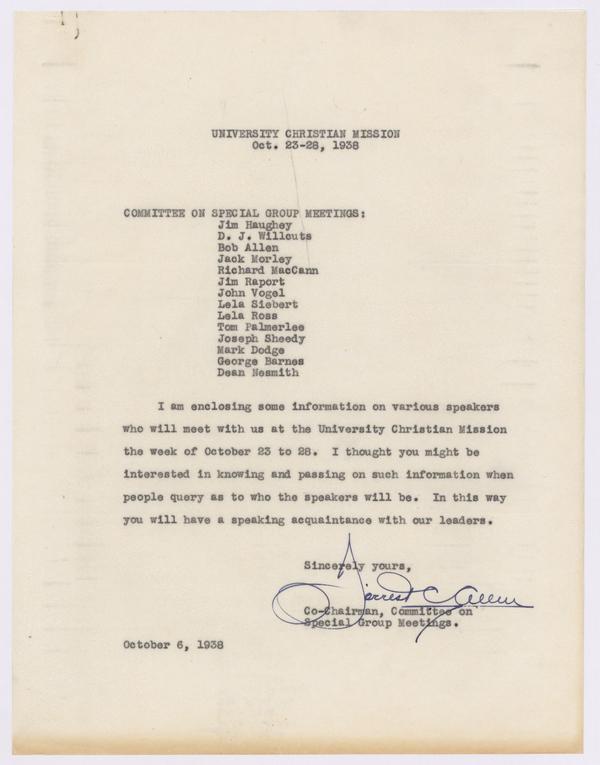 UNIVERSITY CHRISTIAN MISSION
Oct. 23-28, 1938
COMMITTEE ON SPECIAL GROUP MEETINGS:
Jim Haughey
D. J. Willcuts
Bob Allen
Jack Morley
Richard MacCann
Jim Raport
John Vogel
Lela Siebert
Lela Ross
Tom Palmerlee
Joseph Sheedy
Mark Dodge
George Barnes
Dean Nesmith
I am enclosing some information on various speakers
who will meet with us at the University Christian Mission
the week of October 23 to 28. I thought you might be
interested in knowing and passing on such information when
people query as to who the speakers will be. In this way
you will have a speaking acquaintance with our leaders.
Sincerely yours,
Forrest C. Allen
Co-Chairman, Committee on
Special Group Meetings.
October 6, 1938